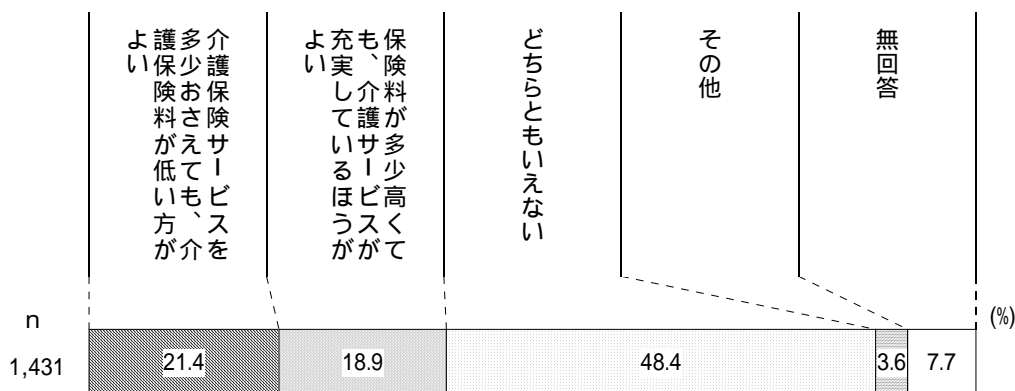 介護保険サービスを
多少おさえても、介
護保険料が低い方が
よい
保険料が多少高くて
も、介護サービスが
充実しているほうが
よい
どちらともいえない
その他
無回答
(%)
n
1,431
21.4
18.9
48.4
3.6
7.7